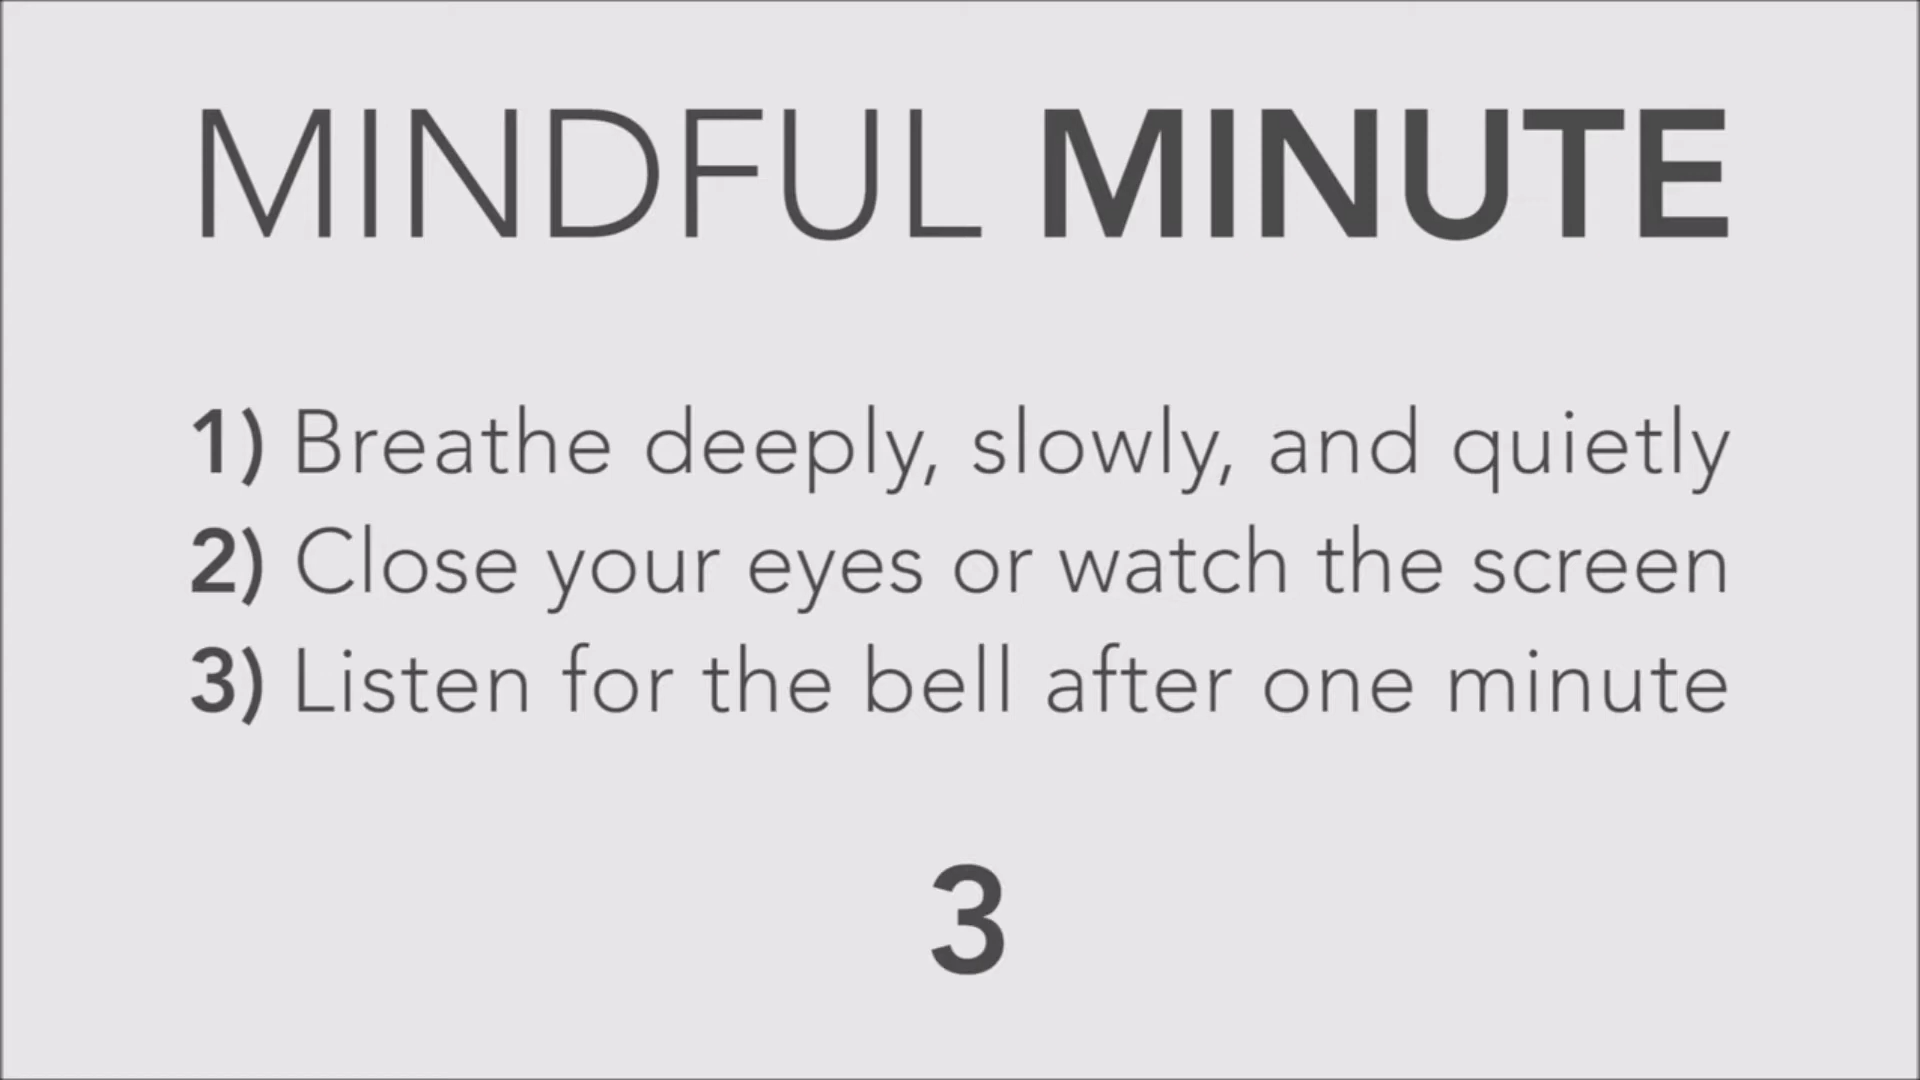 MINDFUL MINUTE
1) Breathe deeply, slowly, and quietly
2) Close your eyes or watch the screen
3) Listen for the bell after one minute
3